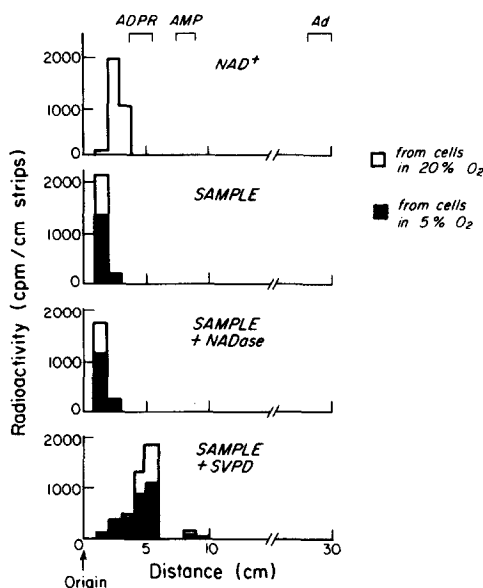 ADPR AMP Ad
2000
1000
0
NAD+
from cells
in 20% O2
from cells
in 5% O2
2000
1000
0
SAMPLE
2000
1000
0
SAMPLE
+ NADase
2000
1000
0
SAMPLE
+ SVPD
5 10 30
Origin
Distance (cm)
Radioactivity (cpm/cm strips)